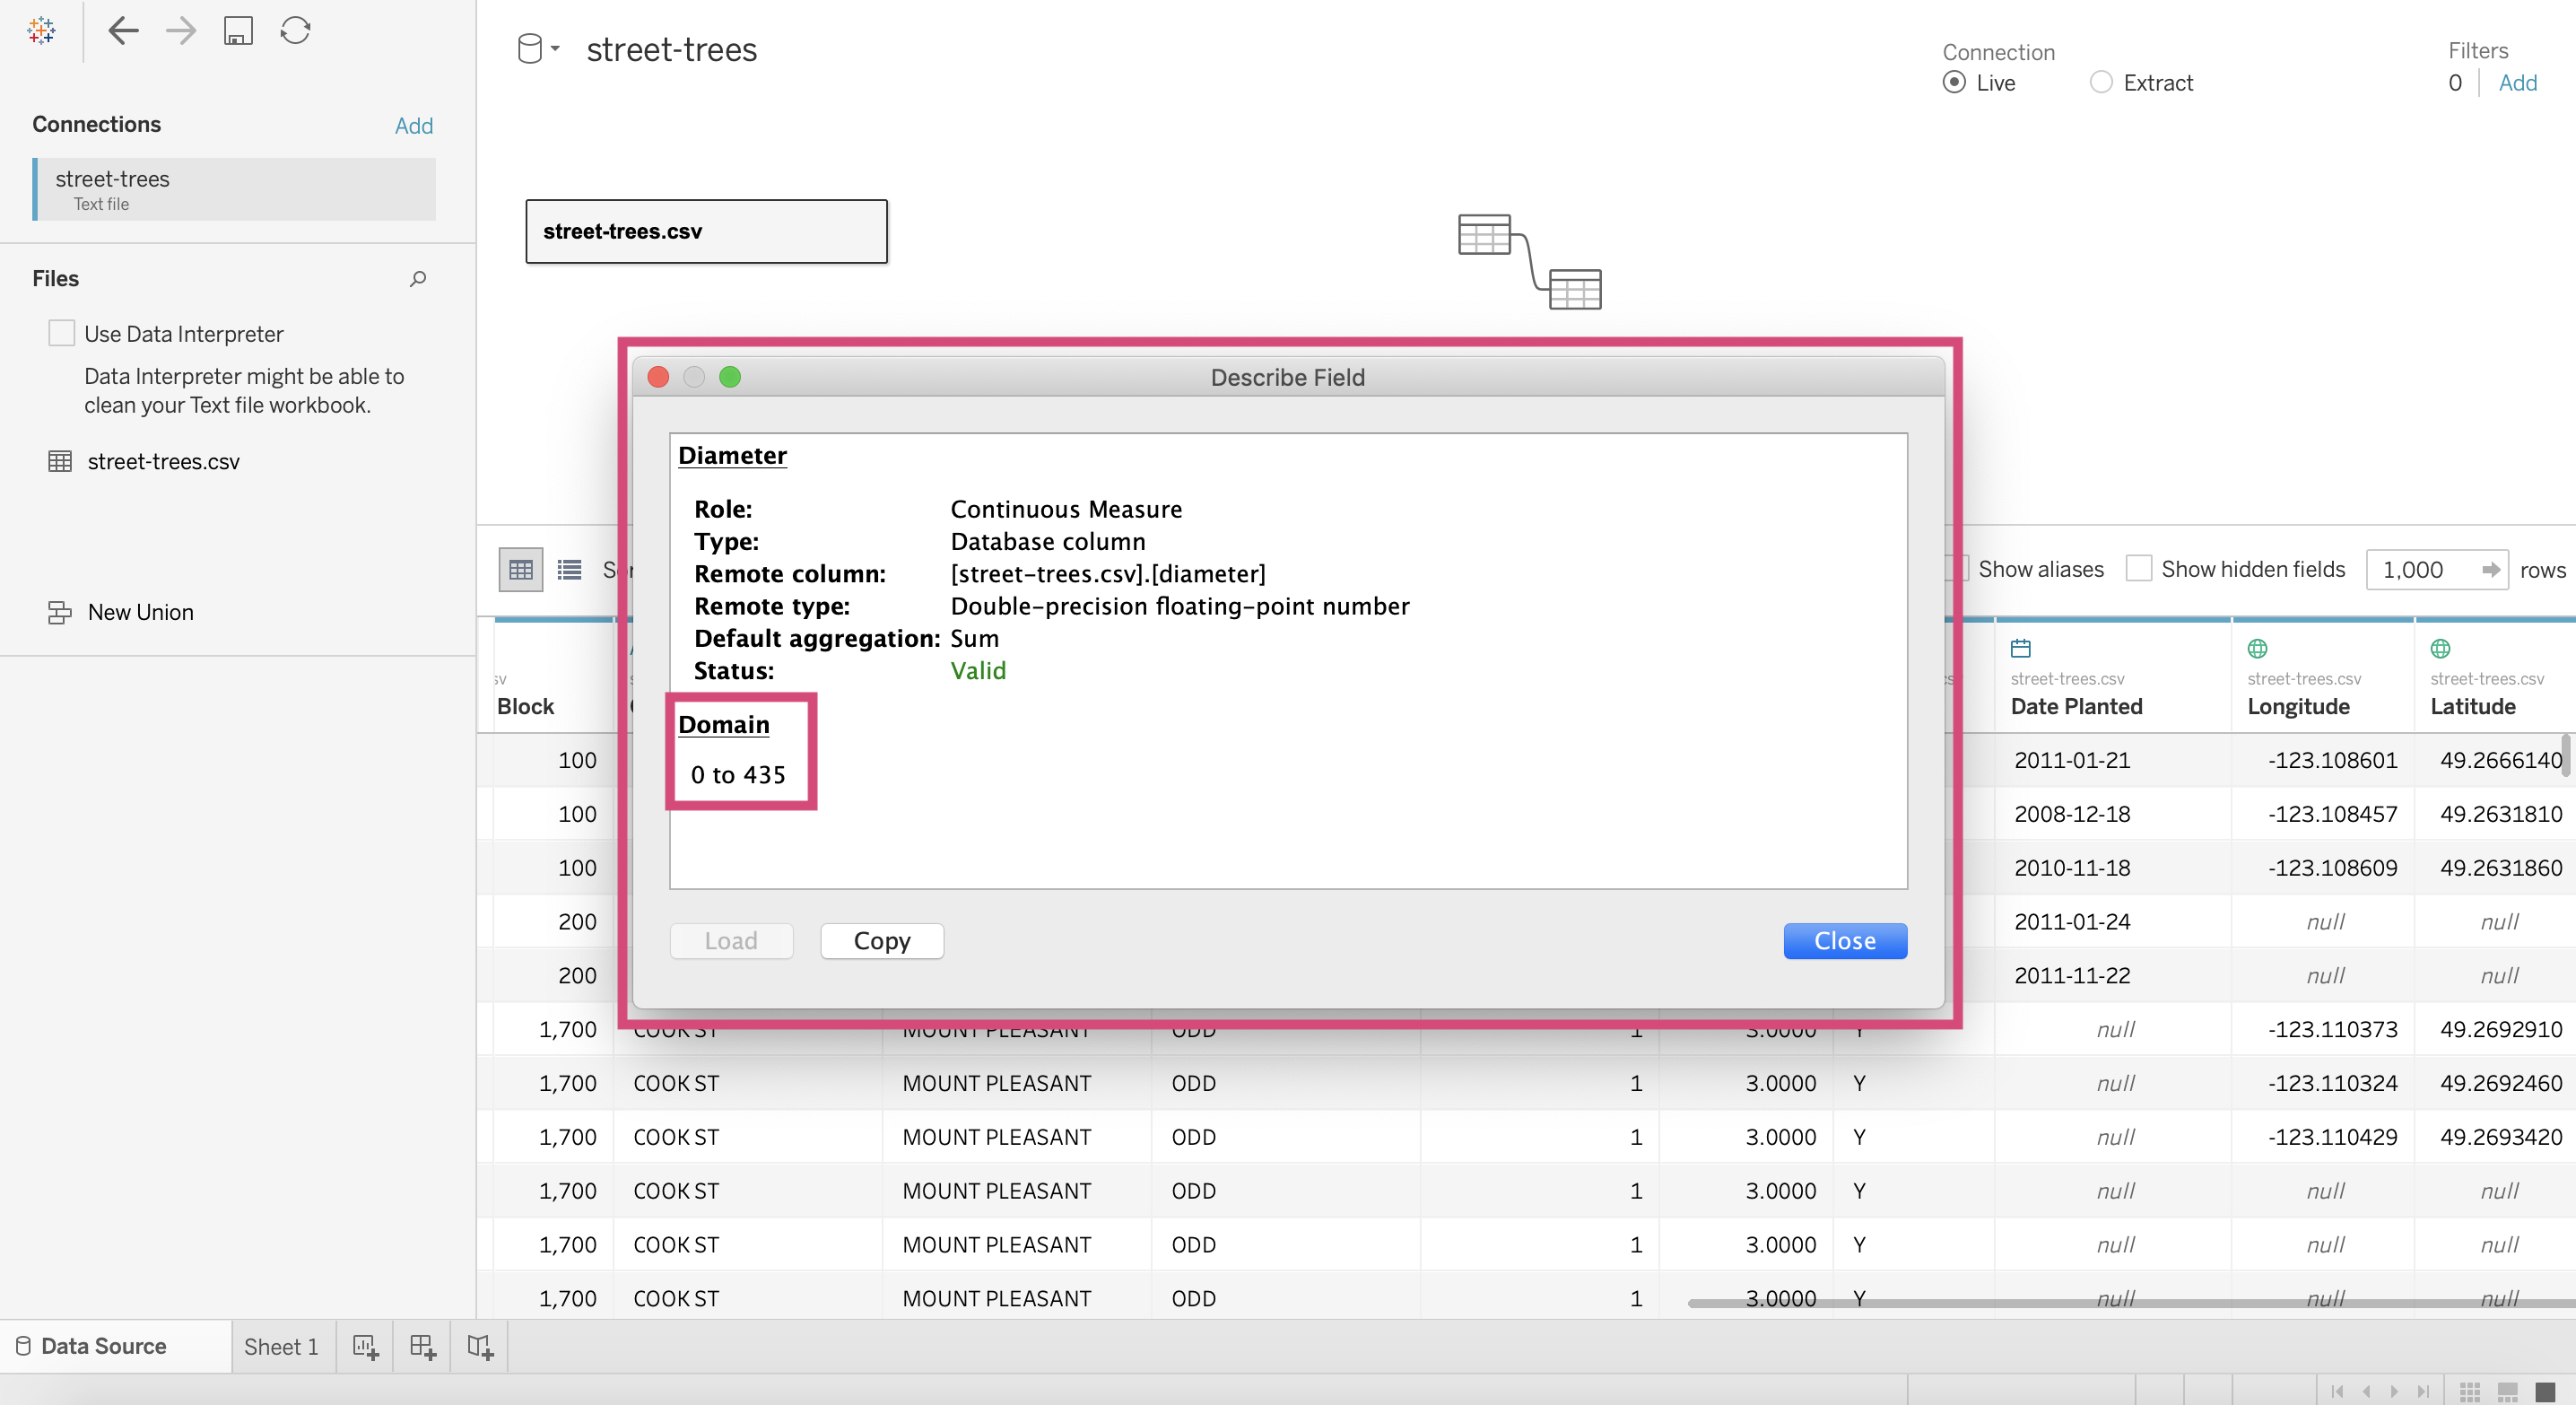 street-trees
Connection
Live
Extract
Filters
0
Add
Connections
Add
street-trees
Text file
street-trees.csv
Files
Use Data Interpreter
Data Interpreter might be able to
clean your Text file workbook.
street-trees.csv
New Union
Describe Field
Diameter
Role: Continuous Measure
Type: Database column
Remote column: [street-trees.csv].[diameter]
Remote type: Double-precision floating-point number
Default aggregation: Sum
Status: Valid
Domain
0 to 435
Load
Copy
Close
Show aliases
Show hidden fields
1,000
rows
Block
street-trees.csv
Date Planted
street-trees.csv
Longitude
street-trees.csv
Latitude
100 2011-01-21 -123.108601 49.2666140
100 2008-12-18 -123.108457 49.2631810
100 2010-11-18 -123.108609 49.2631860
200 2011-01-24 null null
200 2011-11-22 null null
1,700 COOK ST MOUNT PLEASANT ODD 1 3.0000 Y null -123.110373 49.2692910
1,700 COOK ST MOUNT PLEASANT ODD 1 3.0000 Y null -123.110324 49.2692460
1,700 COOK ST MOUNT PLEASANT ODD 1 3.0000 Y null -123.110429 49.2693420
1,700 COOK ST MOUNT PLEASANT ODD 1 3.0000 Y null null null
1,700 COOK ST MOUNT PLEASANT ODD 1 3.0000 Y null null null
1,700 COOK ST MOUNT PLEASANT ODD 1 3.0000 Y null null null
Data Source
Sheet 1